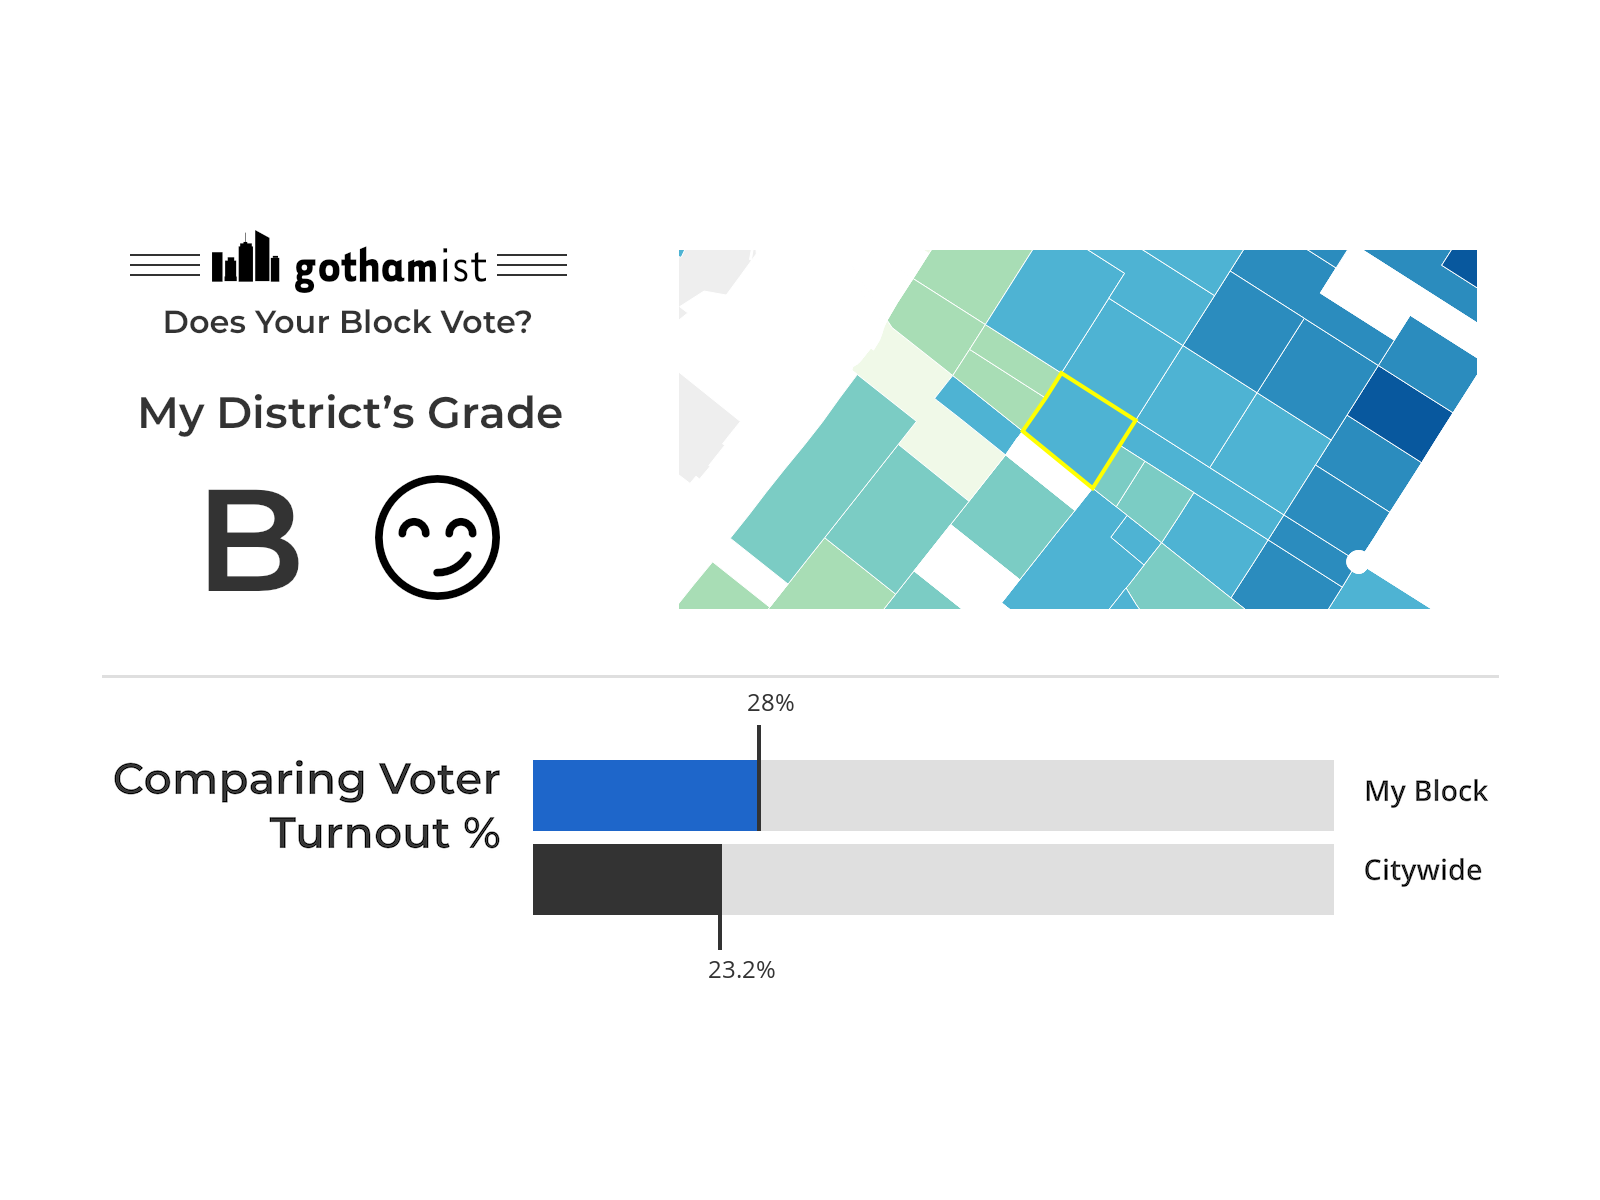 gothamist
Does Your Block Vote?
My District’s Grade
B
28%
Comparing Voter
Turnout %
My Block
Citywide
23.2%